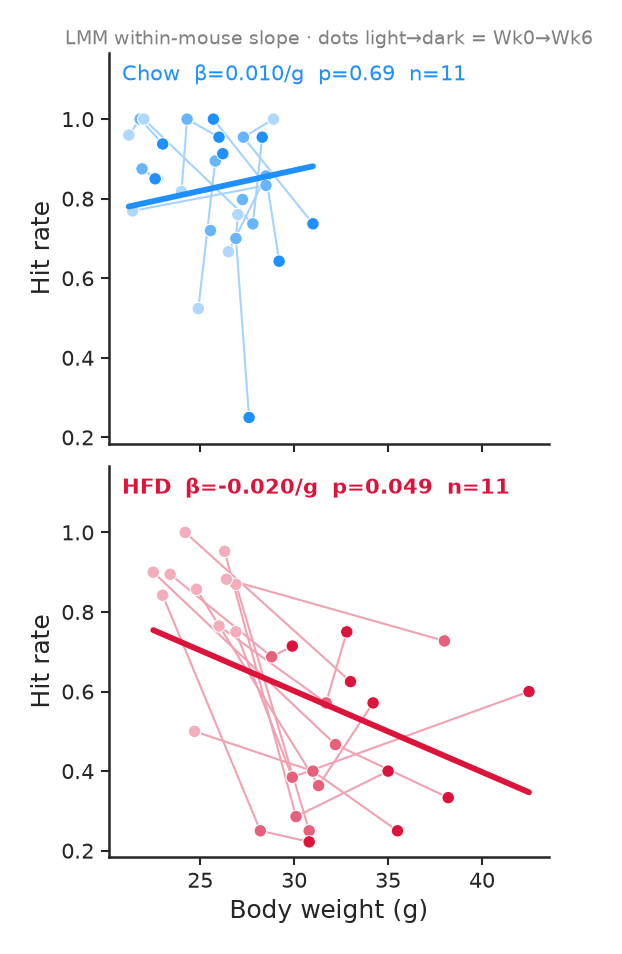 LMM within-mouse slope · dots light→dark = Wk0→Wk6
Chow β=0.010/g p=0.69 n=11
1.0
0.8
0.6
0.4
0.2
Hit rate
HFD β=-0.020/g p=0.049 n=11
1.0
0.8
0.6
0.4
0.2
Hit rate
25 30 35 40
Body weight (g)